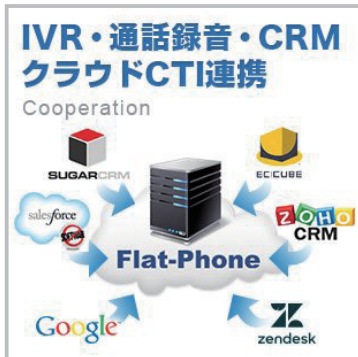 IVR・通話録音・CRM
クラウドCTI連携
Cooperation
SUGARCRM
EC CUBE
salesforce
ZOHO
CRM
Flat-Phone
Google
zendesk